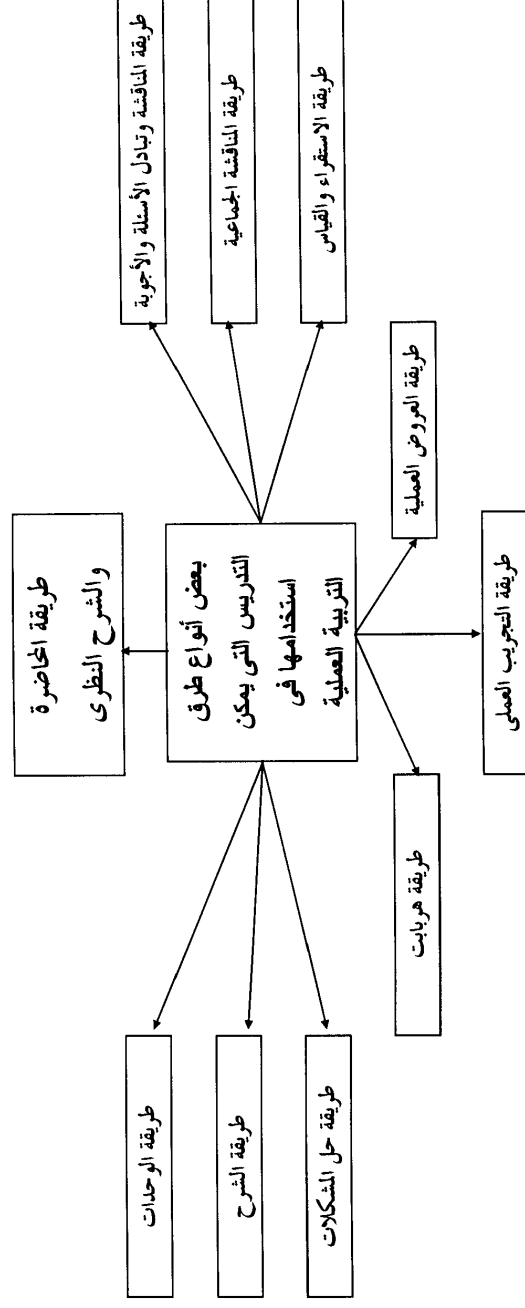 طريقة المحاضرة
والشرح النظرى
بعض أنواع طرق
التدريس التى يمكن
استخدامها فى
التربية العملية
طريقة المناقشة وتبادل الأسئلة والأجوبة
طريقة المناقشة الجماعية
طريقة الاستقراء والقياس
طريقة العروض العملية
طريقة التجريب العملى
طريقة هربابت
طريقة الوحدات
طريقة الشرح
طريقة حل المشكلات